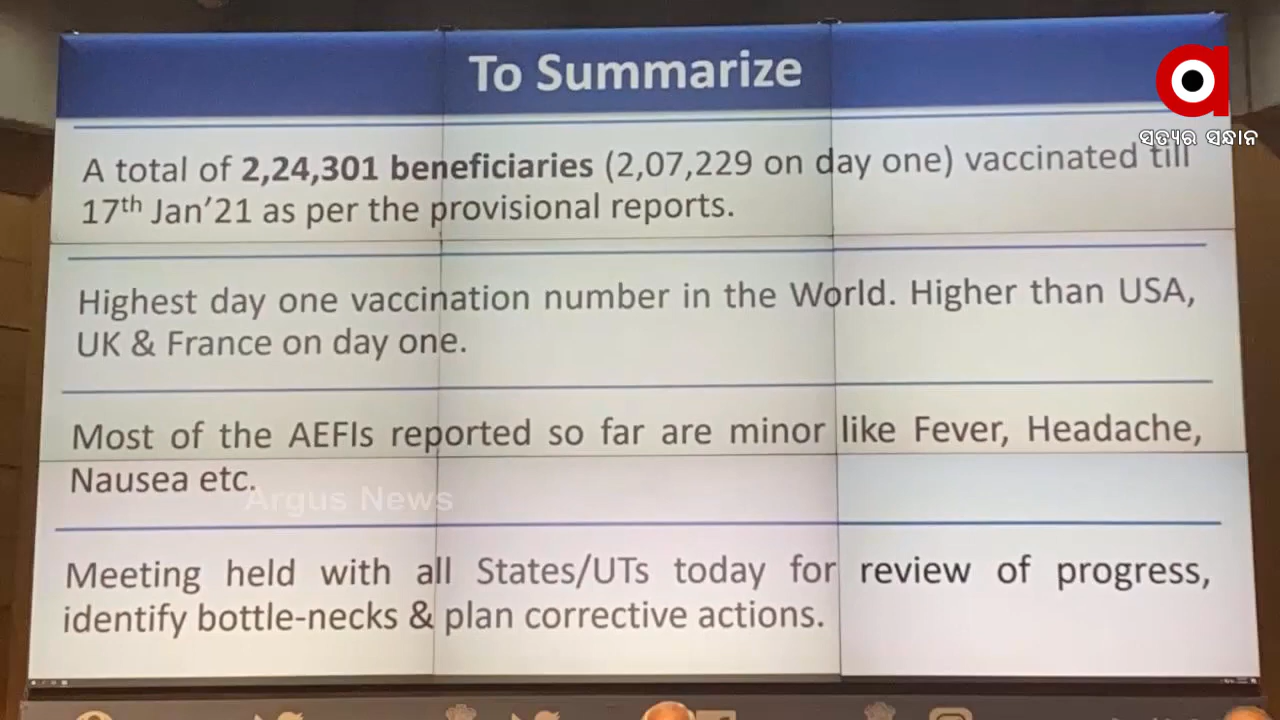 To Summarize
ସତ୍ୟର ସନ୍ଧାନ
A total of 2,24,301 beneficiaries (2,07,229 on day one) vaccinated till
17th Jan'21 as per the provisional reports.
Highest day one vaccination number in the World. Higher than USA,
UK & France on day one.
Most of the AEFIs reported so far are minor like Fever, Headache,
Nausea etc.
Argus News
Meeting held with all States/UTs today for review of progress,
identify bottle-necks & plan corrective actions.